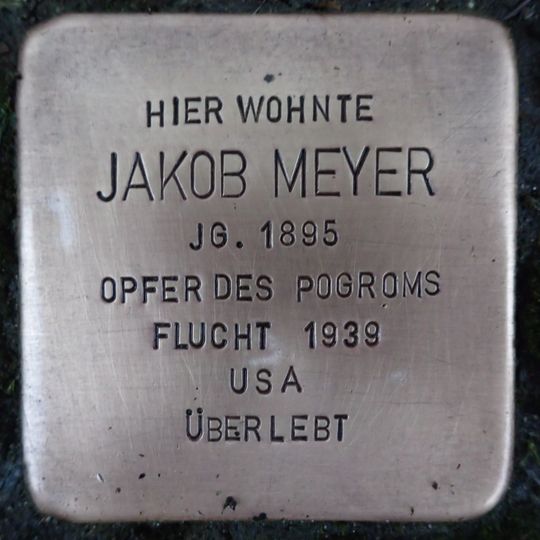 HIER WOHNTE
JAKOB MEYER
JG. 1895
OPFER DES POGROMS
FLUCHT 1939
USA
ÜBERLEBT